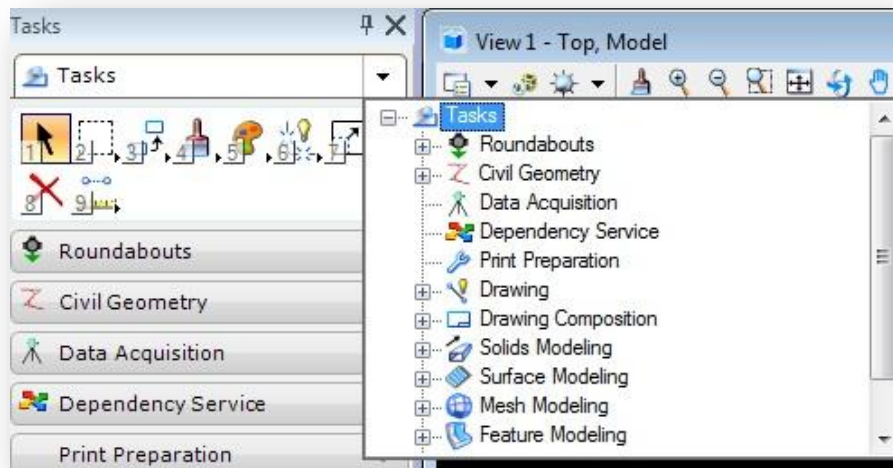 Tasks
Tasks
1 2 3 4 5 6 7
8 9
Roundabouts
Civil Geometry
Data Acquisition
Dependency Service
Print Preparation
View 1 - Top, Model
Tasks
Roundabouts
Civil Geometry
Data Acquisition
Dependency Service
Print Preparation
Drawing
Drawing Composition
Solids Modeling
Surface Modeling
Mesh Modeling
Feature Modeling